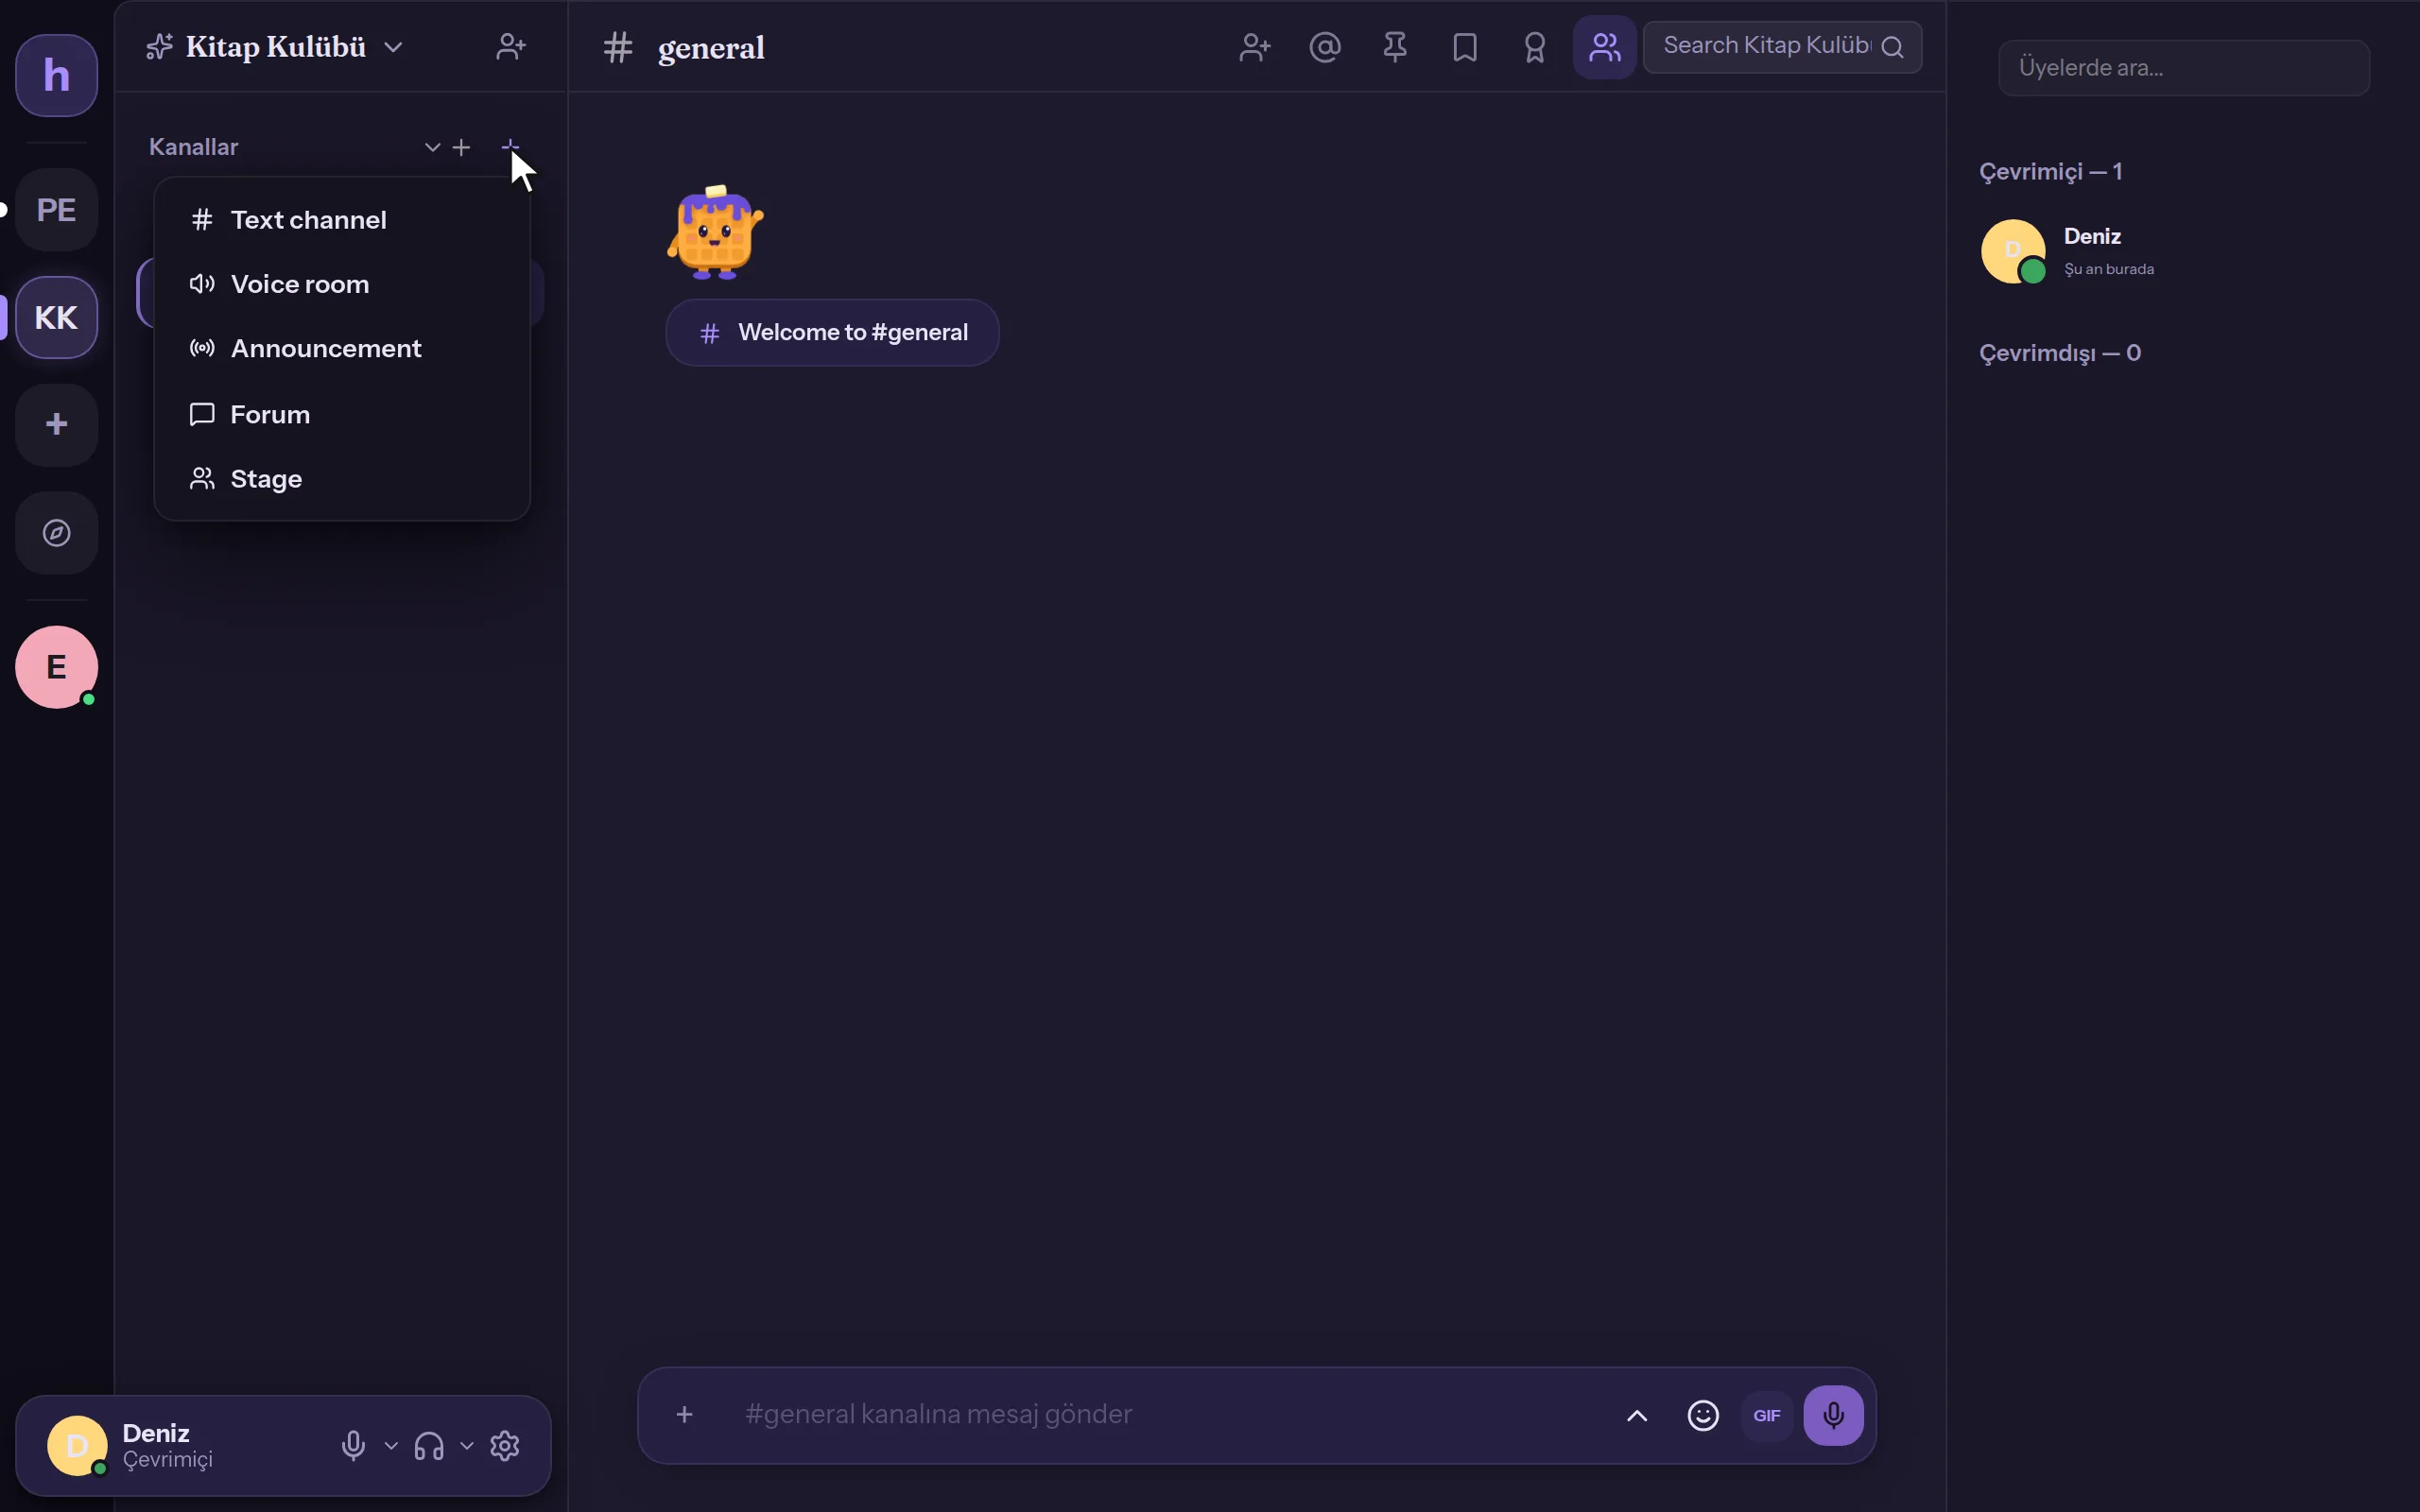 h
PE
KK
E
Kitap Kulübü
Kanallar
Text channel
Voice room
Announcement
Forum
Stage
Deniz
Çevrimiçi
D
general
Search Kitap Kulüb
Welcome to #general
#general kanalına mesaj gönder
GIF
Üyelerde ara...
Çevrimiçi — 1
D
Deniz
Şu an burada
Çevrimdışı — 0